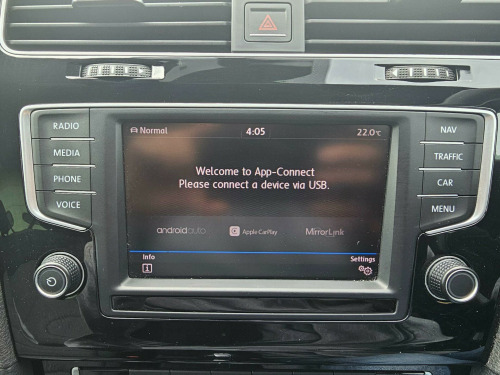 RADIO
MEDIA
PHONE
VOICE
Normal 4:05 22.0°C
Welcome to App-Connect
Please connect a device via USB.
androidauto Apple CarPlay MirrorLink
Info Settings
NAV
TRAFFIC
CAR
MENU